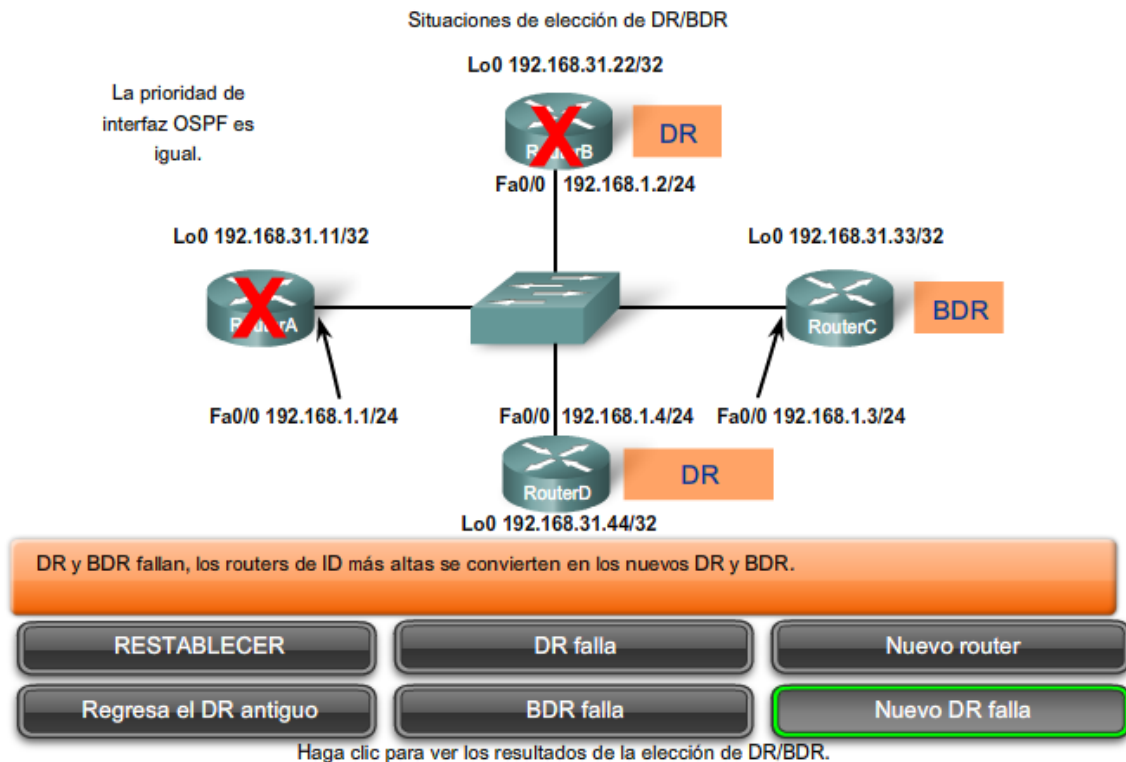 Situaciones de elección de DR/BDR
Lo0 192.168.31.22/32
La prioridad de
interfaz OSPF es
igual.
RouterB
DR
Fa0/0 192.168.1.2/24
Lo0 192.168.31.11/32
Lo0 192.168.31.33/32
RouterA
RouterC
BDR
Fa0/0 192.168.1.1/24
Fa0/0 192.168.1.4/24
Fa0/0 192.168.1.3/24
RouterD
DR
Lo0 192.168.31.44/32
DR y BDR fallan, los routers de ID más altas se convierten en los nuevos DR y BDR.
RESTABLECER
DR falla
Nuevo router
Regresa el DR antiguo
BDR falla
Nuevo DR falla
Haga clic para ver los resultados de la elección de DR/BDR.